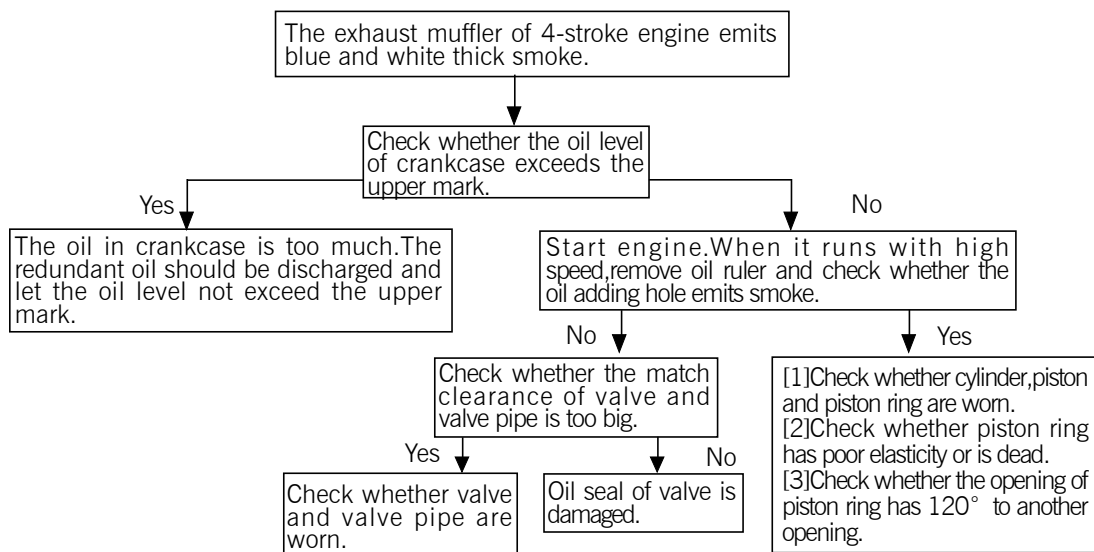 The exhaust muffler of 4-stroke engine emits
blue and white thick smoke.
Check whether the oil level
of crankcase exceeds the
upper mark.
Yes
No
The oil in crankcase is too much.The
redundant oil should be discharged and
let the oil level not exceed the upper
mark.
Start engine.When it runs with high
speed,remove oil ruler and check whether the
oil adding hole emits smoke.
No
Yes
Check whether the match
clearance of valve and
valve pipe is too big.
[1]Check whether cylinder,piston
and piston ring are worn.
[2]Check whether piston ring
has poor elasticity or is dead.
[3]Check whether the opening of
piston ring has 120° to another
opening.
Yes
No
Check whether valve
and valve pipe are
worn.
Oil seal of valve is
damaged.